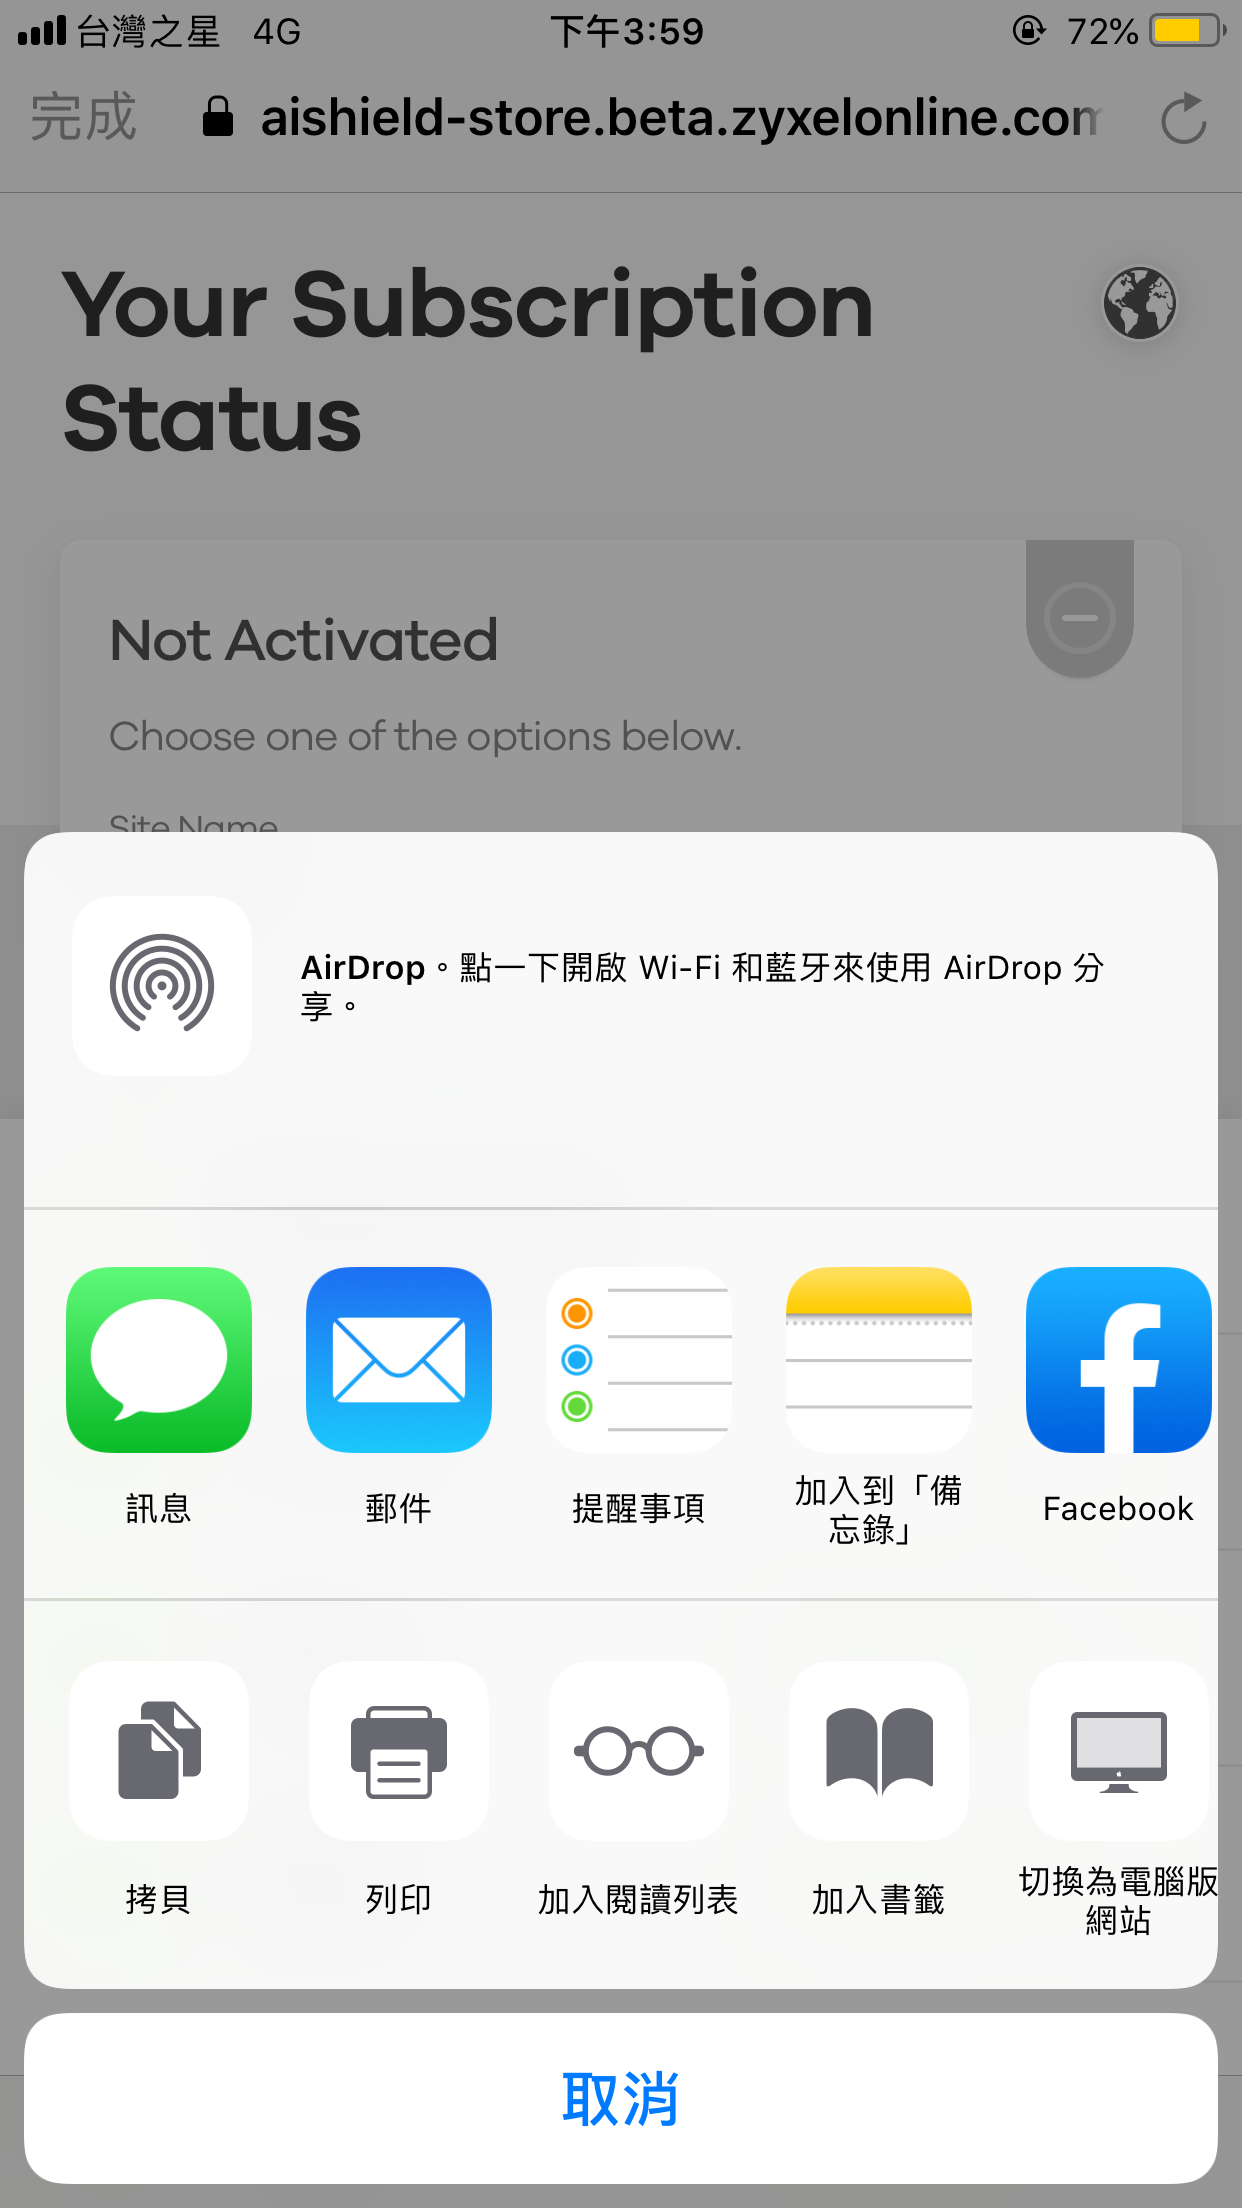 台灣之星 4G 下午3:59 72%
完成 aishield-store.beta.zyxelonline.com
Your Subscription
Status
Not Activated
Choose one of the options below.
Site Name
AirDrop。點一下開啟 Wi-Fi 和藍牙來使用 AirDrop 分
享。
訊息
郵件
提醒事項
加入到「備
忘錄」
Facebook
拷貝
列印
加入閱讀列表
加入書籤
切換為電腦版
網站
取消